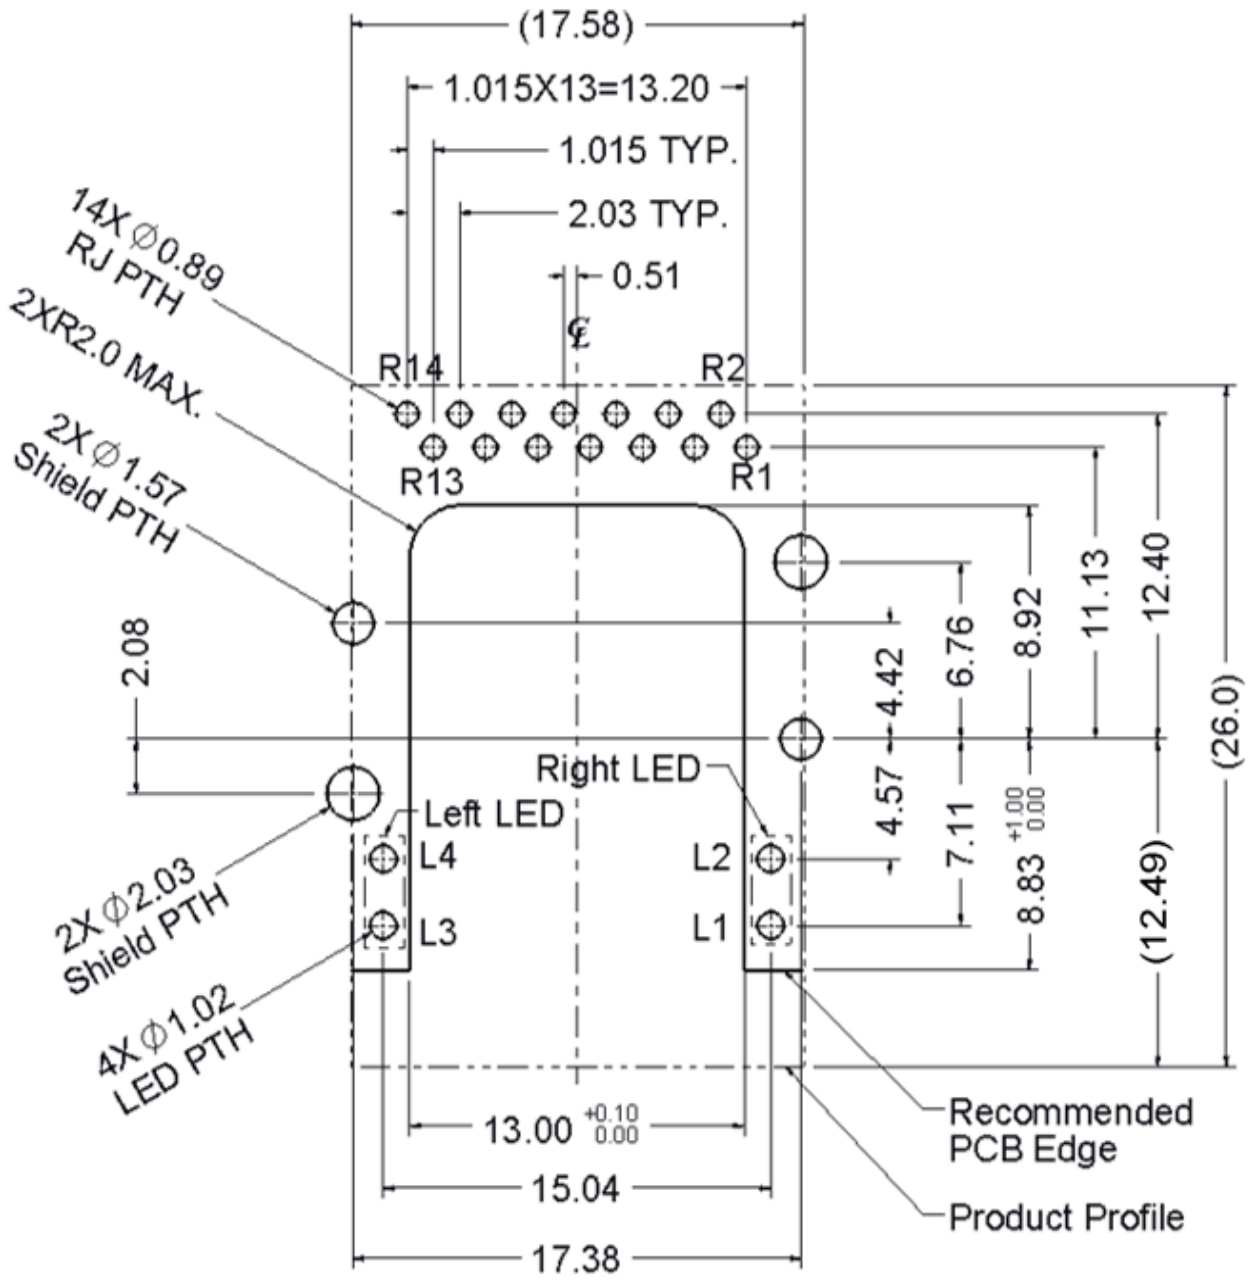 (17.58)
1.015X13=13.20
1.015 TYP.
2.03 TYP.
0.51
℄
14X ∅0.89
RJ PTH
2XR2.0 MAX.
R14
R2
2X ∅1.57
Shield PTH
R13
R1
2.08
4.42
6.76
8.92
11.13
12.40
(26.0)
Right LED
Left LED
4.57
7.11
8.83 +1.00 0.00
(12.49)
L4
L2
L3
L1
2X ∅2.03
Shield PTH
4X ∅1.02
LED PTH
13.00 +0.10 0.00
Recommended
PCB Edge
15.04
Product Profile
17.38